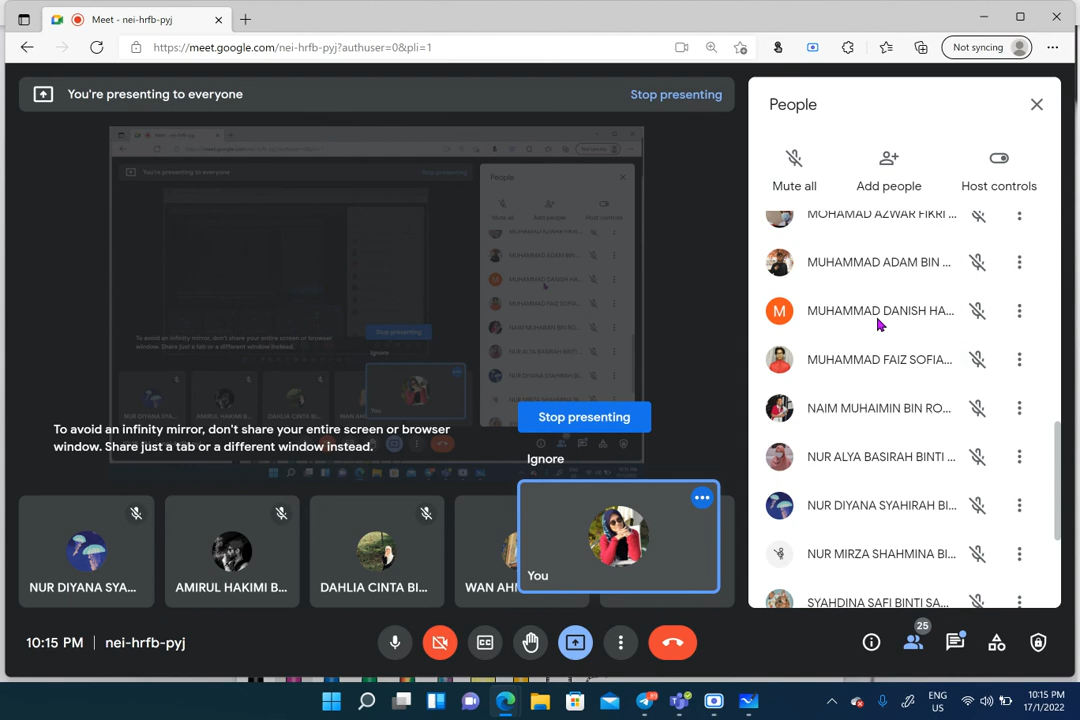 Meet - nei-hrfb-pyj
https://meet.google.com/nei-hrfb-pyj?authuser=0&pli=1
Not syncing
You're presenting to everyone
Stop presenting
People
Mute all
Add people
Host controls
MOHAMAD AZWAR FIKRI ...
MUHAMMAD ADAM BIN ...
MUHAMMAD DANISH HA...
M
MUHAMMAD FAIZ SOFIA...
NAIM MUHAIMIN BIN RO...
NUR ALYA BASIRAH BINTI ...
NUR DIYANA SYAHIRAH BI...
NUR MIRZA SHAHMINA BI...
SYAHDINA SAFI BINTI SA...
To avoid an infinity mirror, don't share your entire screen or browser
window. Share just a tab or a different window instead.
Stop presenting
Ignore
You
NUR DIYANA SYA...
AMIRUL HAKIMI B...
DAHLIA CINTA BI...
WAN AH
10:15 PM | nei-hrfb-pyj
25
89
ENG
US
10:15 PM
17/1/2022